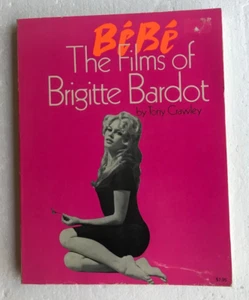 BéBé
The Films of
Brigitte Bardot
by Tony Crawley